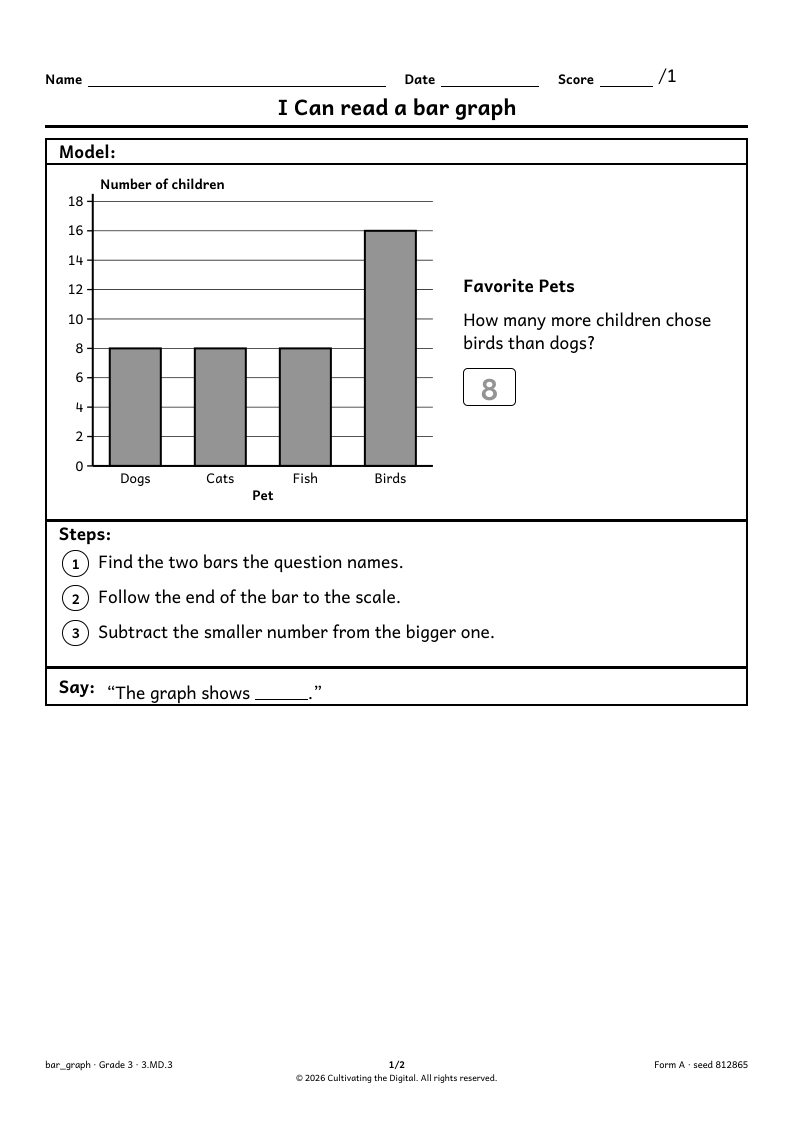 Name ____ Date ____ Score ____ /1
I Can read a bar graph
Model:
Number of children
18
16
14
12
10
8
6
4
2
0
Dogs Cats Fish Birds
Pet
Favorite Pets
How many more children chose
birds than dogs?
8
Steps:
1 Find the two bars the question names.
2 Follow the end of the bar to the scale.
3 Subtract the smaller number from the bigger one.
Say: “The graph shows ____.”
bar_graph · Grade 3 · 3.MD.3 1/2 Form A · seed 812865
© 2026 Cultivating the Digital. All rights reserved.